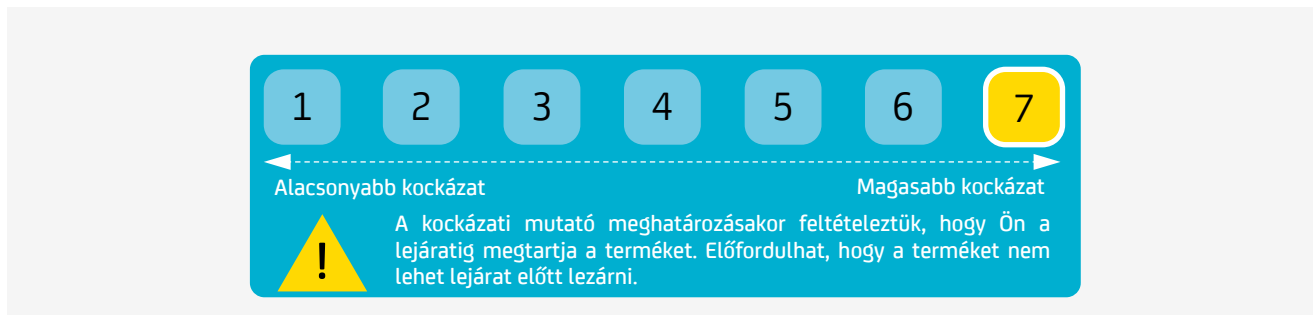 1 2 3 4 5 6 7
Alacsonyabb kockázat Magasabb kockázat
A kockázati mutató meghatározásakor feltételeztük, hogy Ön a
lejáratig megtartja a terméket. Előfordulhat, hogy a terméket nem
lehet lejárat előtt lezárni.
!